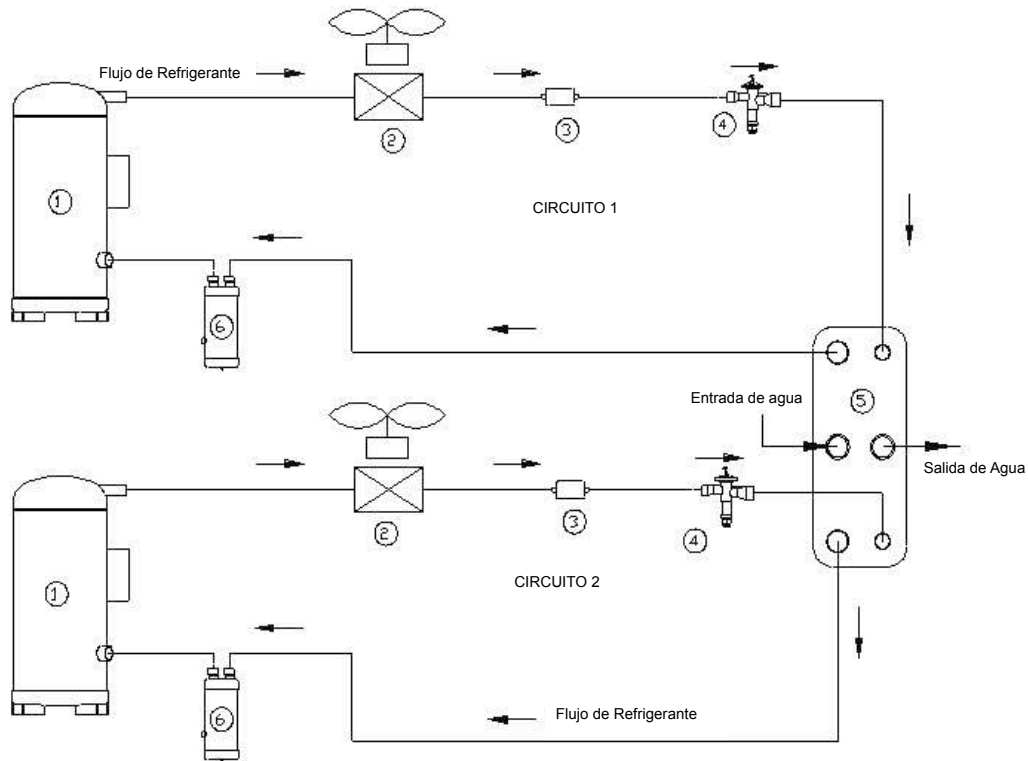 Flujo de Refrigerante
2
3
4
1
CIRCUITO 1
6
5
Entrada de agua
Salida de Agua
2
3
4
CIRCUITO 2
1
6
Flujo de Refrigerante